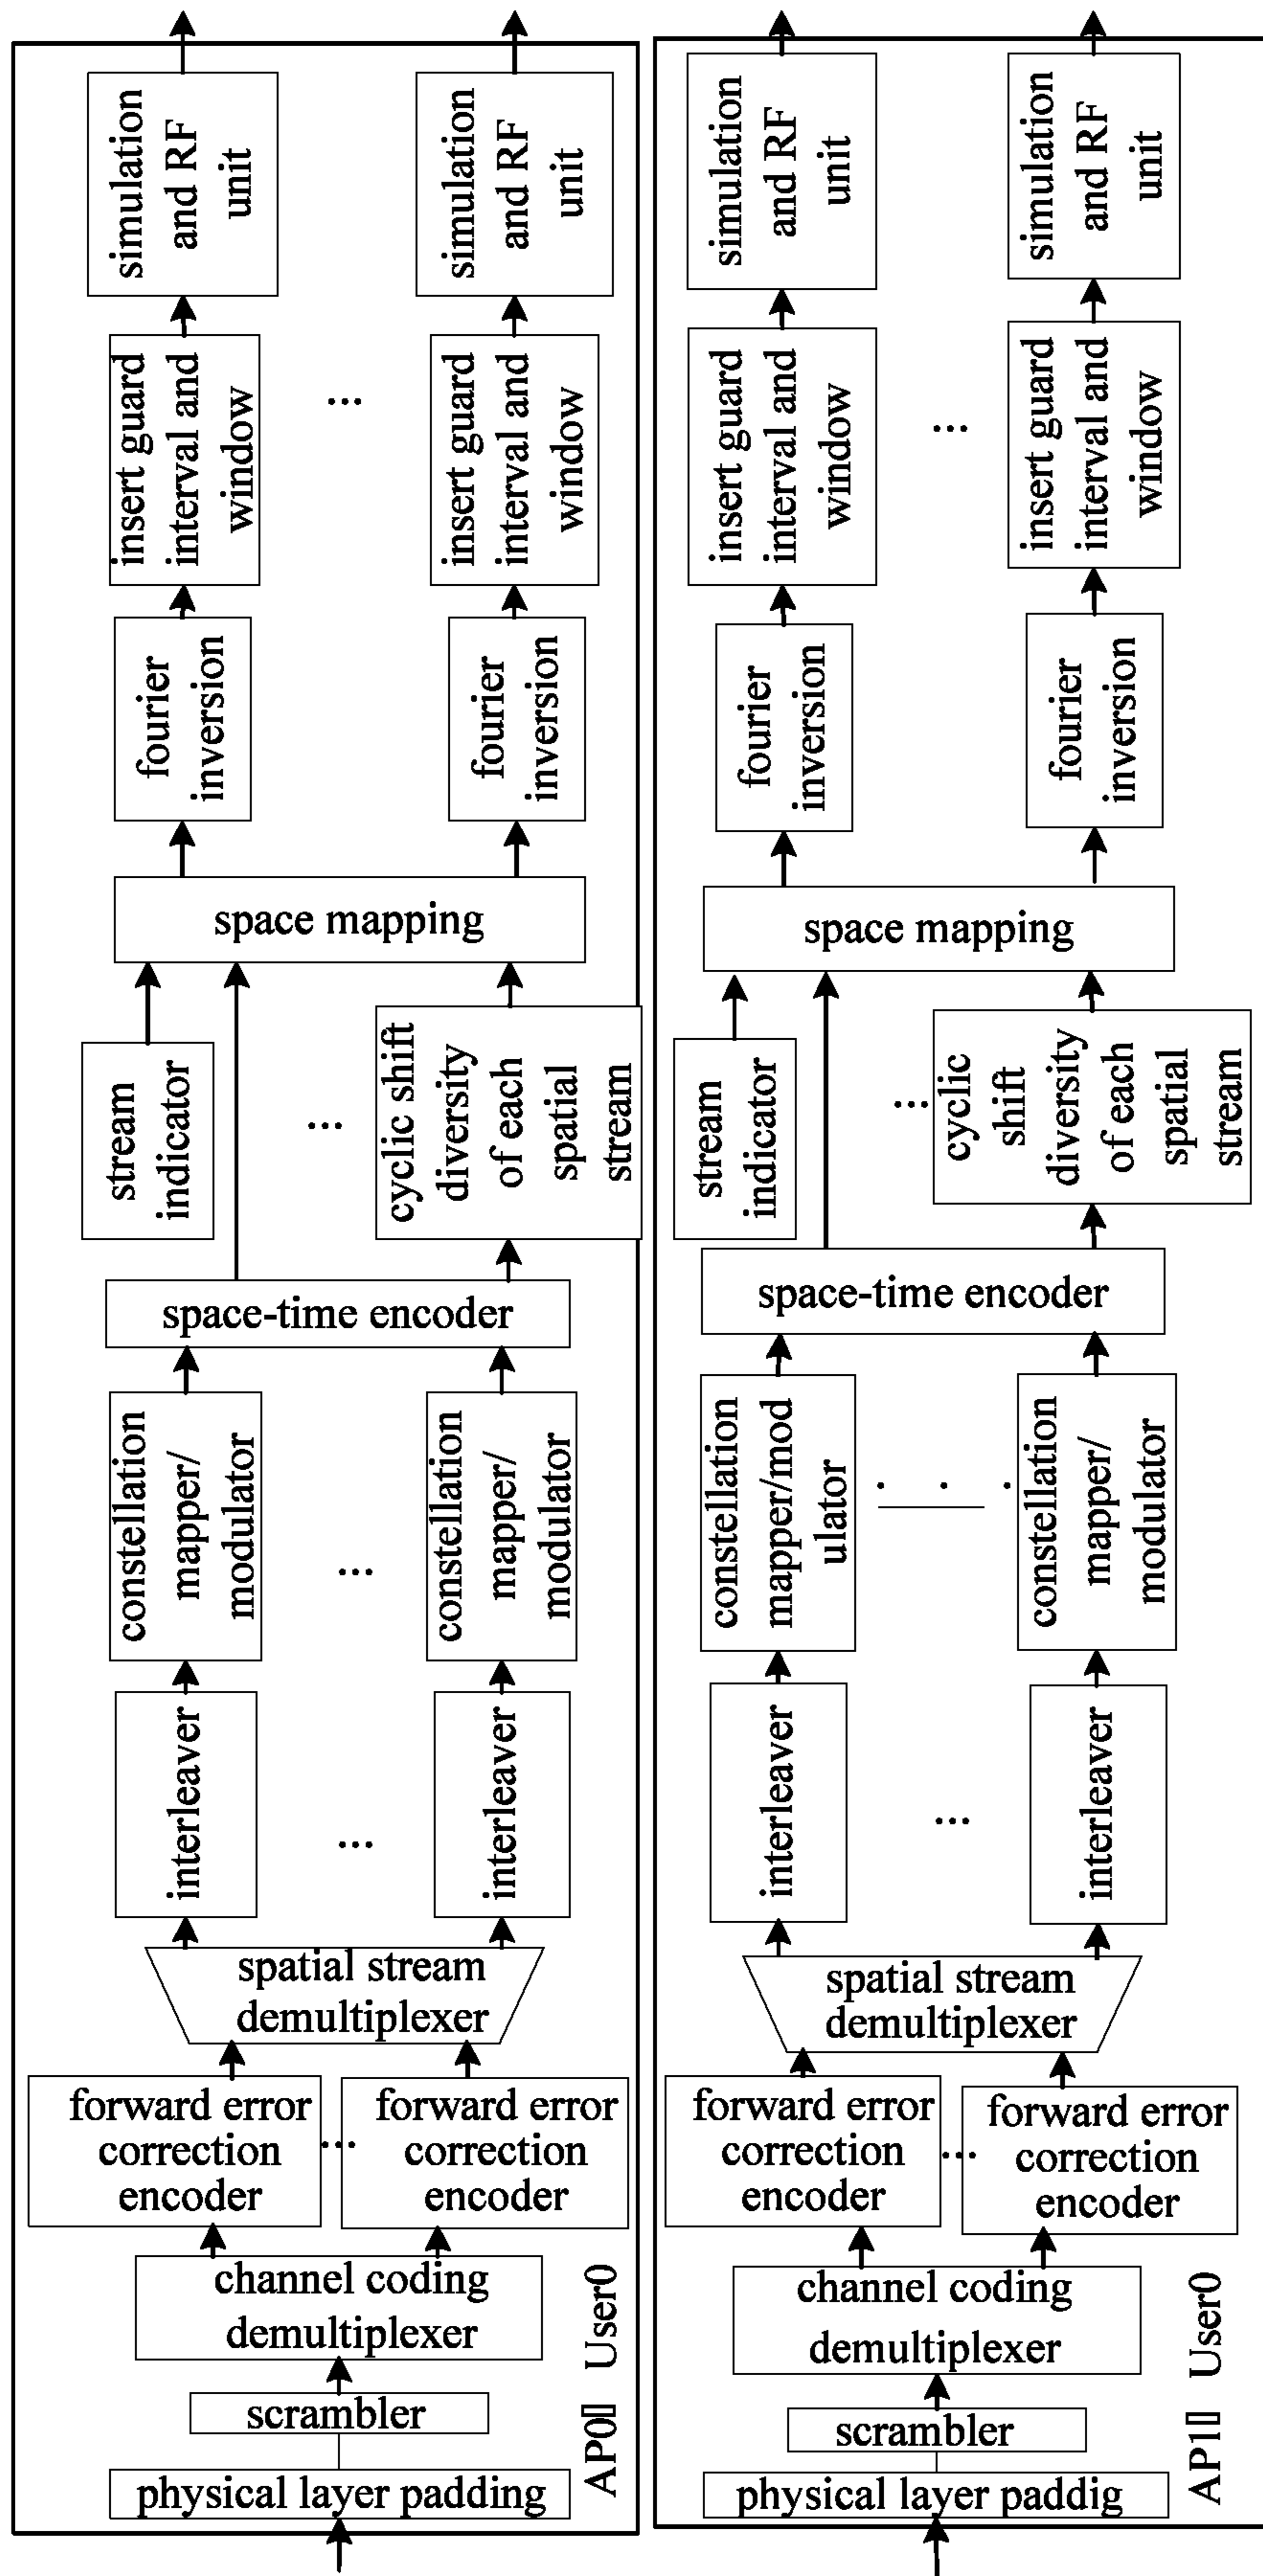 simulation
and RF
unit
simulation
and RF
unit
insert guard
interval and
window
...
insert guard
interval and
window
fourier
inversion
fourier
inversion
space mapping
stream
indicator
...
cyclic shift
diversity
of each
spatial
stream
space-time encoder
constellation
mapper/
modulator
...
constellation
mapper/
modulator
interleaver
...
interleaver
spatial stream
demultiplexer
forward error
correction
encoder
...
forward error
correction
encoder
channel coding
demultiplexer
scrambler
physical layer padding
AP0[] User0
simulation
and RF
unit
simulation
and RF
unit
insert guard
interval and
window
...
insert guard
interval and
window
fourier
inversion
fourier
inversion
space mapping
stream
indicator
...
cyclic
shift
diversity
of each
spatial
stream
space-time encoder
constellation
mapper/mod
ulator
. . .
constellation
mapper/
modulator
interleaver
...
interleaver
spatial stream
demultiplexer
forward error
correction
encoder
...
forward error
correction
encoder
channel coding
demultiplexer
scrambler
physical layer paddig
AP1[] User0